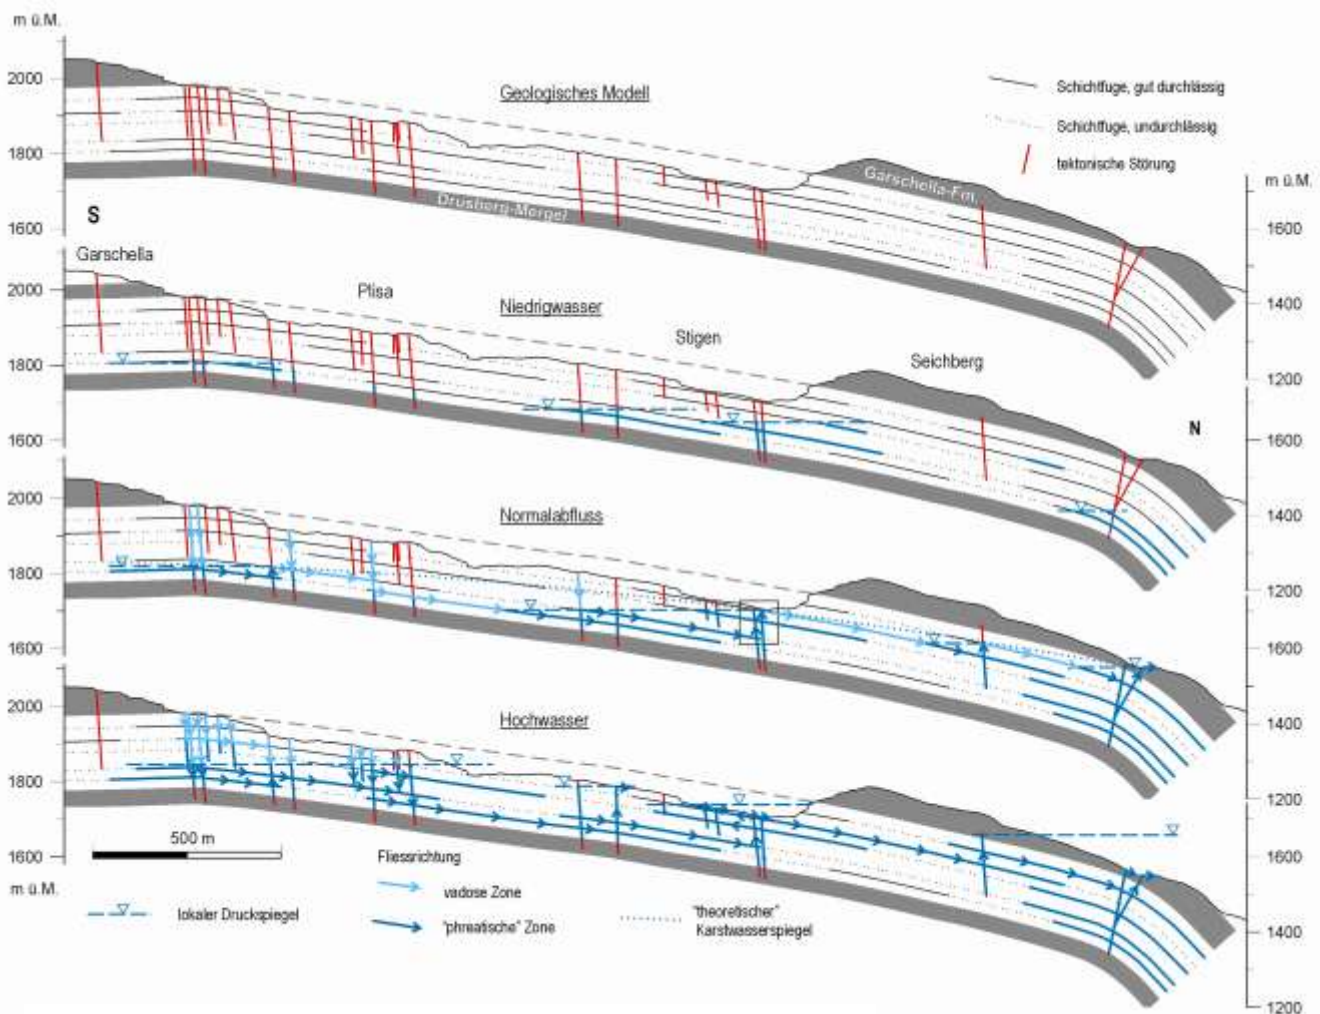 m ü.M.
2000
1800
1600
S
Geologisches Modell
Garschella-Fm.
Drusberg-Mergel
Schichtfuge, gut durchlässig
Schichtfuge, undurchlässig
tektonische Störung
m ü.M.
1600
1400
1200
Garschella
2000
1800
1600
Plisa
Niedrigwasser
Stigen
Seichberg
N
1600
1400
1200
2000
1800
1600
Normalabfluss
1600
1400
1200
2000
1800
1600
m ü.M.
Hochwasser
1600
1400
1200
500 m
Fliessrichtung
vadose Zone
"phreatische" Zone
lokaler Druckspiegel
"theoretischer"
Karstwasserspiegel